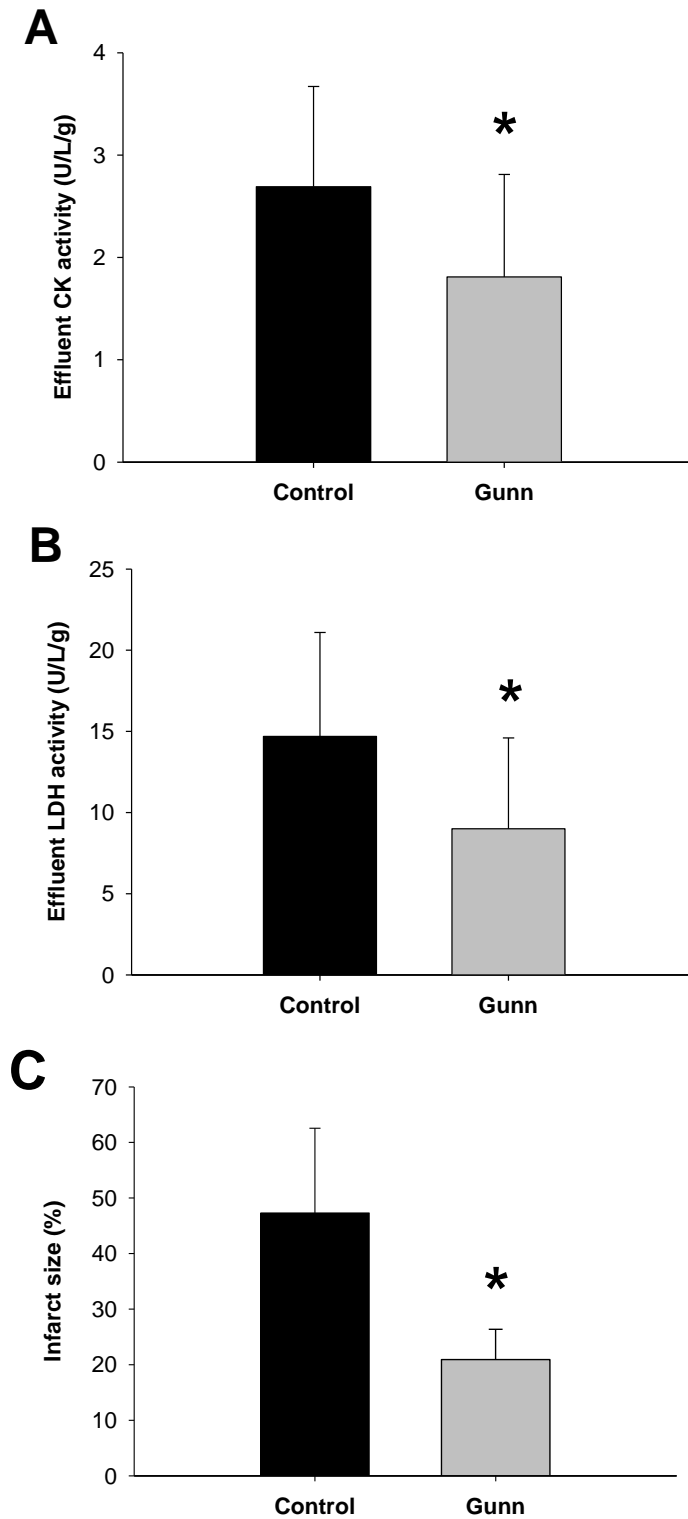 A
Effluent CK activity (U/L/g)
4
3
2
1
0
*
Control
Gunn
B
Effluent LDH activity (U/L/g)
25
20
15
10
5
0
*
Control
Gunn
C
Infarct size (%)
70
60
50
40
30
20
10
0
*
Control
Gunn